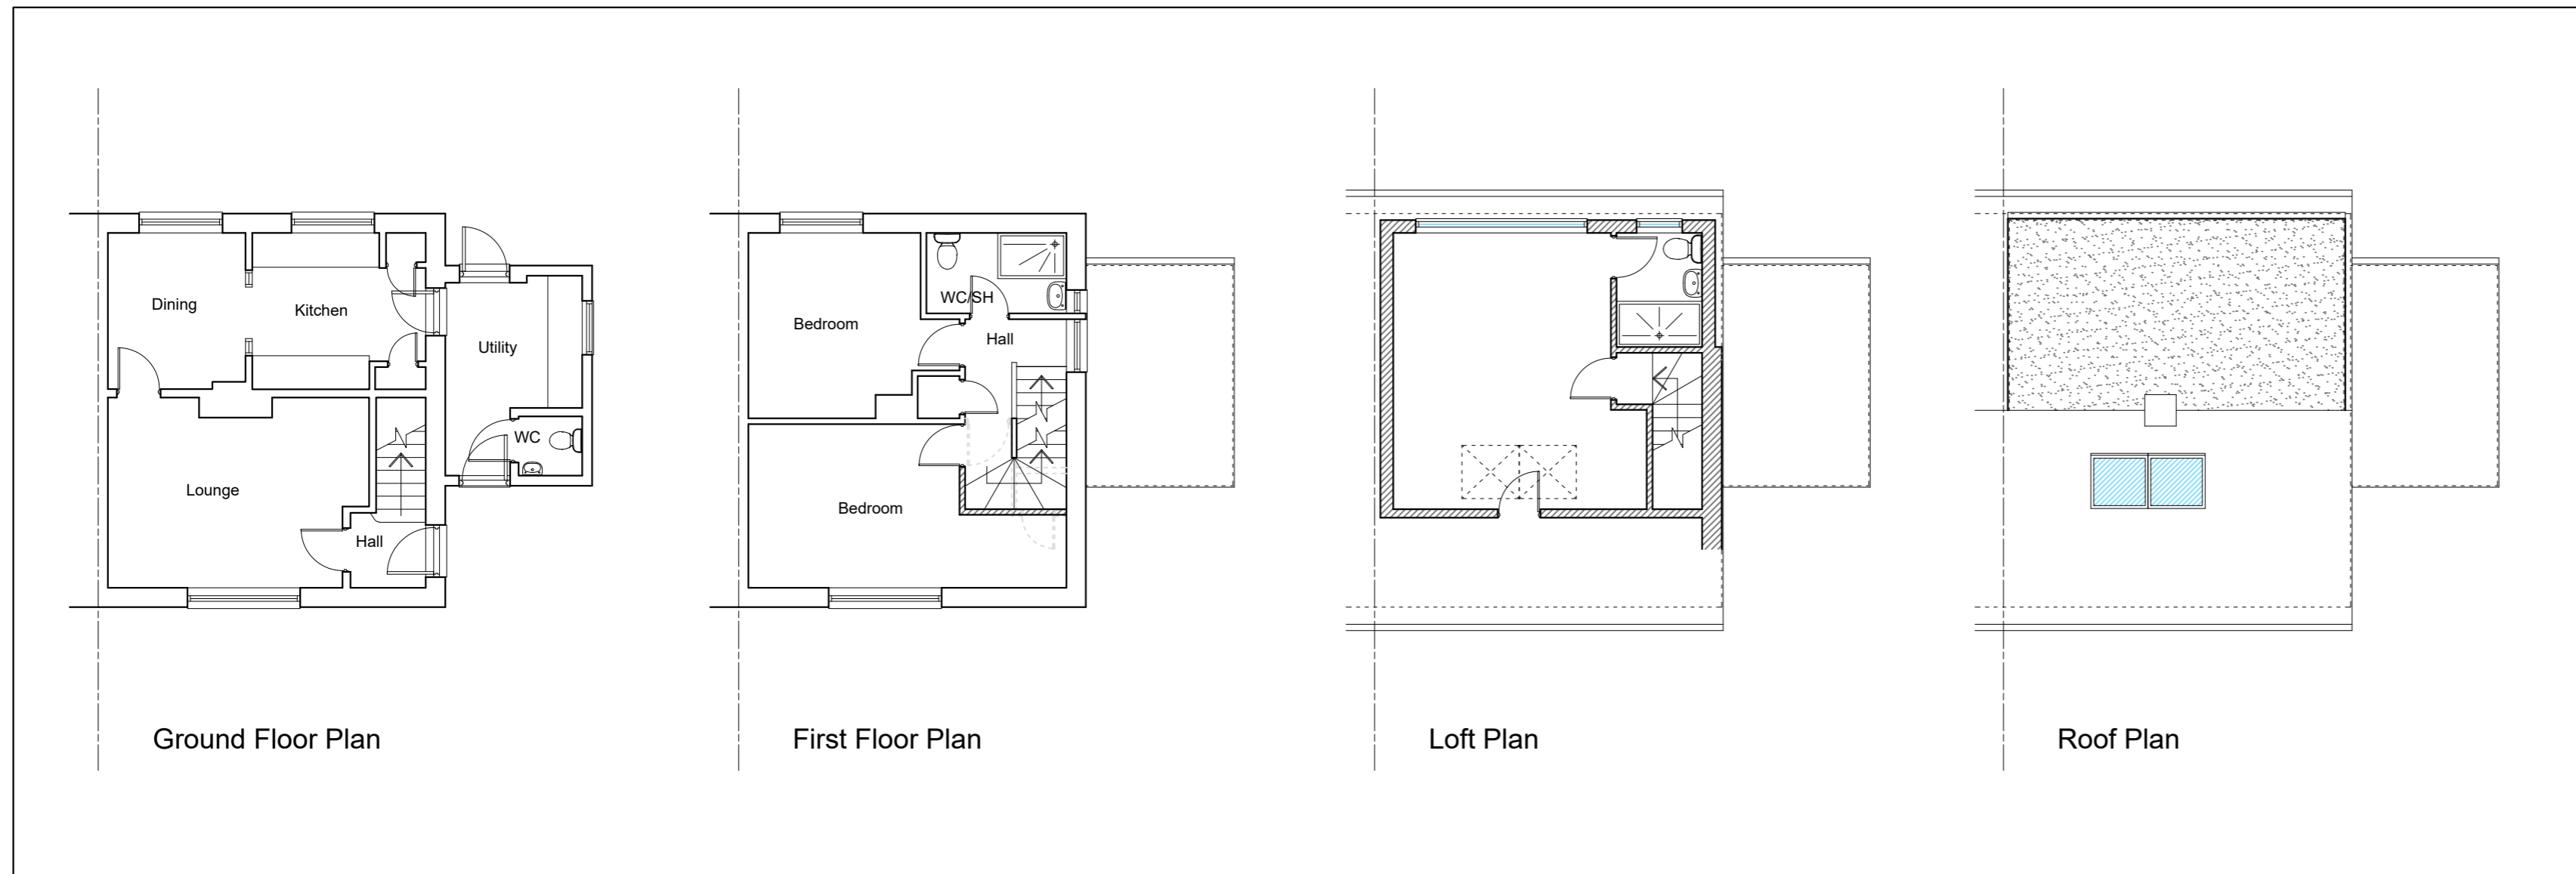 Dining
Kitchen
Utility
WC
Lounge
Hall
Ground Floor Plan
WC/SH
Bedroom
Hall
Bedroom
First Floor Plan
Loft Plan
Roof Plan